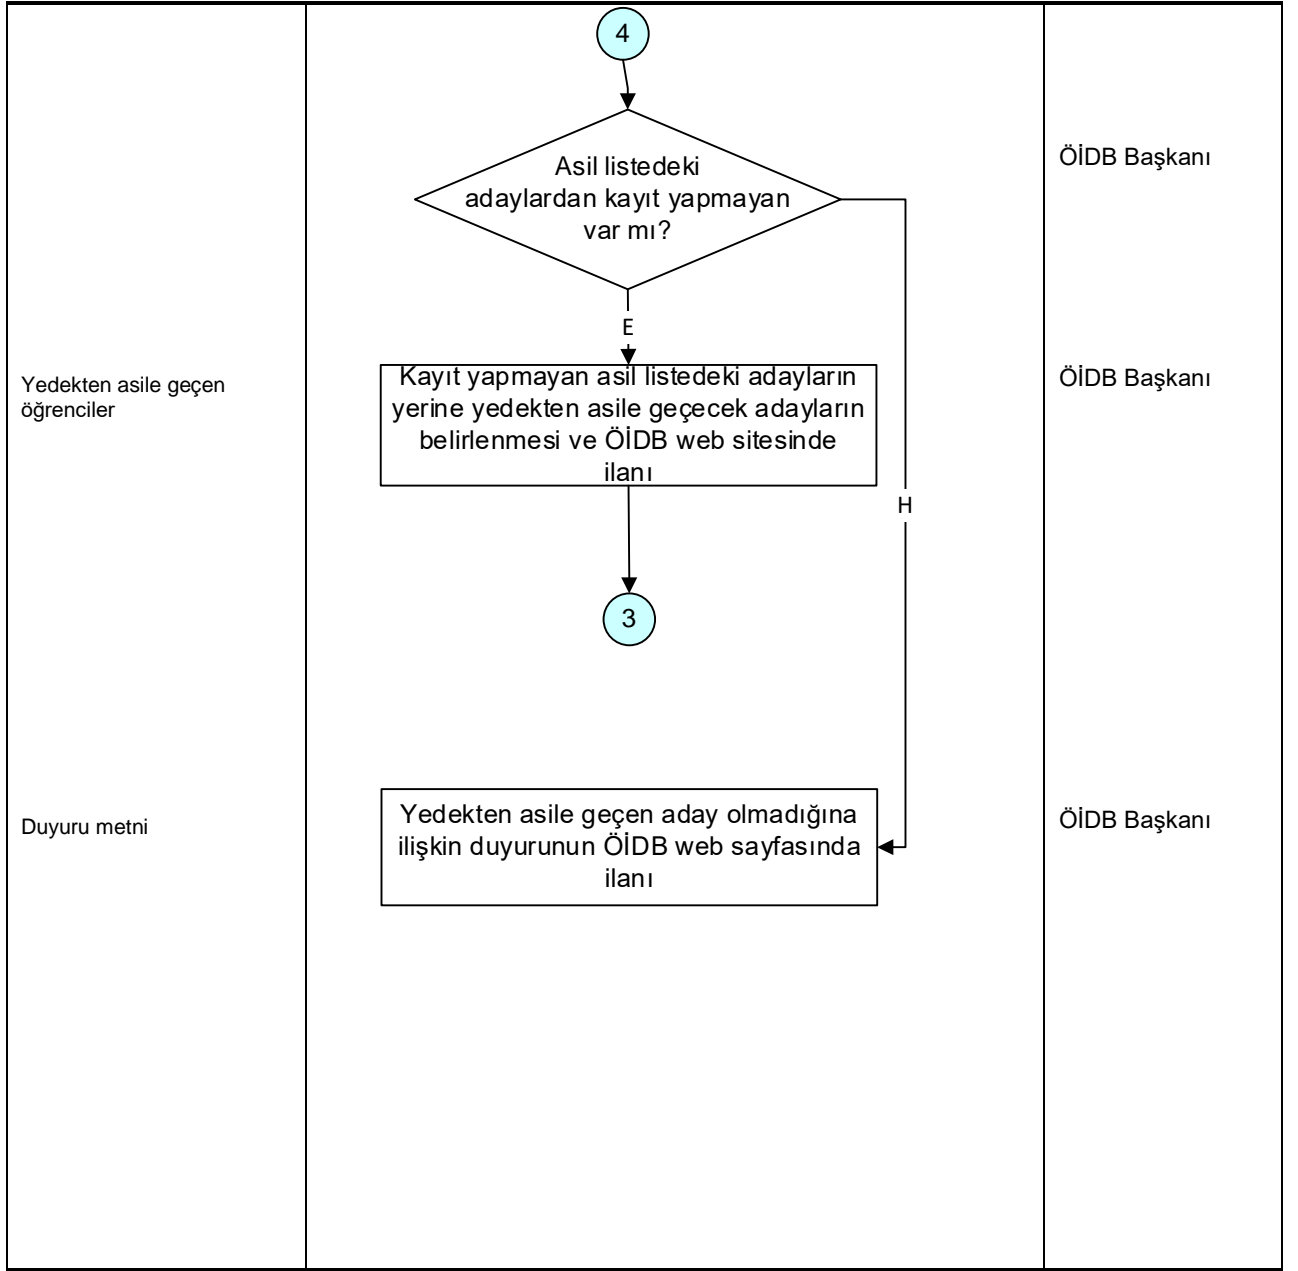 4
Asil listedeki
adaylardan kayıt yapmayan
var mı?
ÖİDB Başkanı
E
Yedekten asile geçen
öğrenciler
Kayıt yapmayan asil listedeki adayların
yerine yedekten asile geçecek adayların
belirlenmesi ve ÖİDB web sitesinde
ilanı
ÖİDB Başkanı
H
3
Duyuru metni
Yedekten asile geçen aday olmadığına
ilişkin duyurunun ÖİDB web sayfasında
ilanı
ÖİDB Başkanı